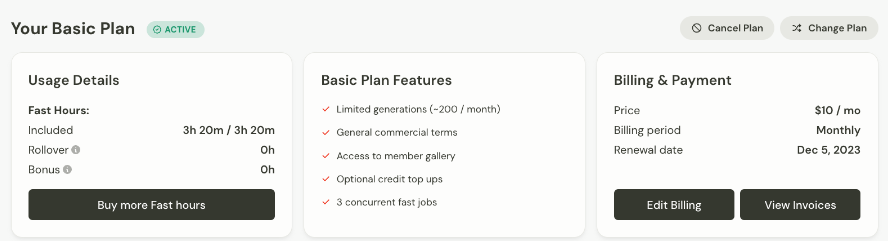 Your Basic Plan
ACTIVE
Cancel Plan
Change Plan
Usage Details
Fast Hours:
Included 3h 20m / 3h 20m
Rollover 0h
Bonus 0h
Buy more Fast hours
Basic Plan Features
Limited generations (~200 / month)
General commercial terms
Access to member gallery
Optional credit top ups
3 concurrent fast jobs
Billing & Payment
Price $10 / mo
Billing period Monthly
Renewal date Dec 5, 2023
Edit Billing
View Invoices